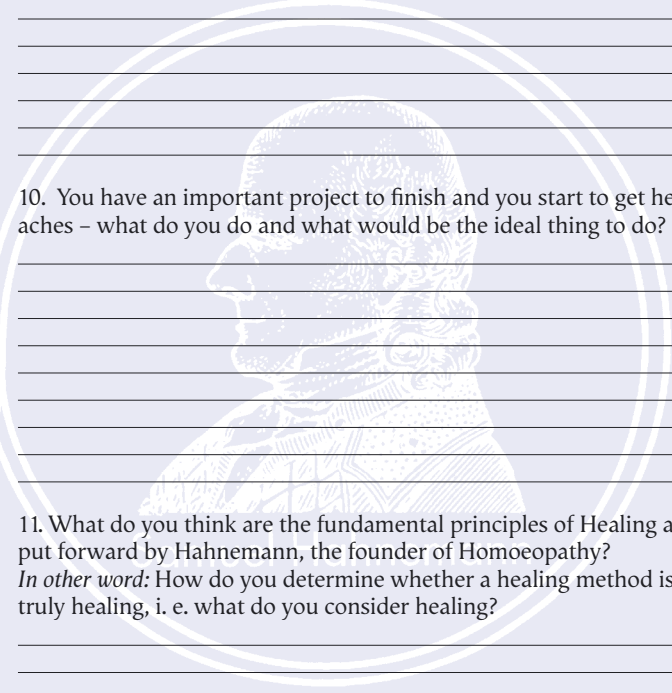 10. You have an important project to finish and you start to get he
aches – what do you do and what would be the ideal thing to do?
11. What do you think are the fundamental principles of Healing a
put forward by Hahnemann, the founder of Homoeopathy?
Samuel Hahnemann
In other word: How do you determine whether a healing method is
truly healing, i. e. what do you consider healing?